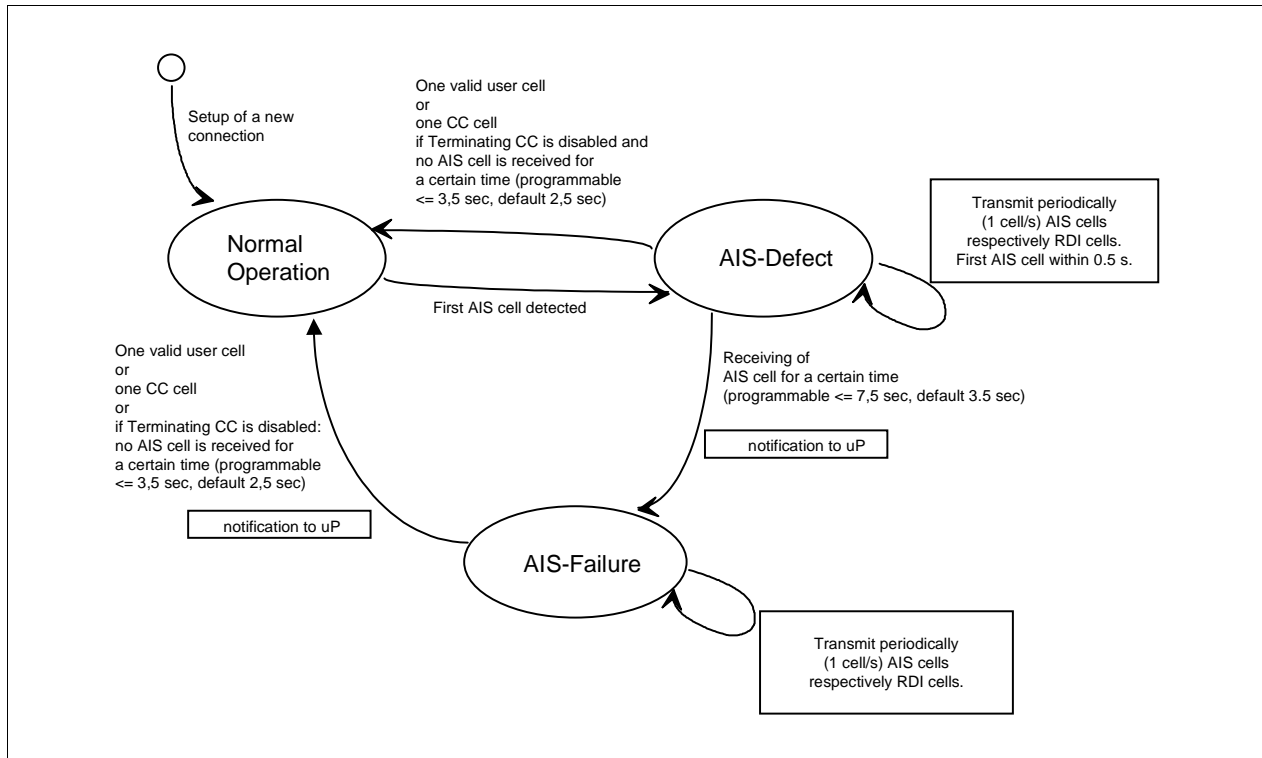 Setup of a new
connection
One valid user cell
or
one CC cell
if Terminating CC is disabled and
no AIS cell is received for
a certain time (programmable
<= 3,5 sec, default 2,5 sec)
Normal
Operation
AIS-Defect
Transmit periodically
(1 cell/s) AIS cells
respectively RDI cells.
First AIS cell within 0.5 s.
First AIS cell detected
One valid user cell
or
one CC cell
or
if Terminating CC is disabled:
no AIS cell is received for
a certain time (programmable
<= 3,5 sec, default 2,5 sec)
notification to uP
Receiving of
AIS cell for a certain time
(programmable <= 7,5 sec, default 3.5 sec)
notification to uP
AIS-Failure
Transmit periodically
(1 cell/s) AIS cells
respectively RDI cells.